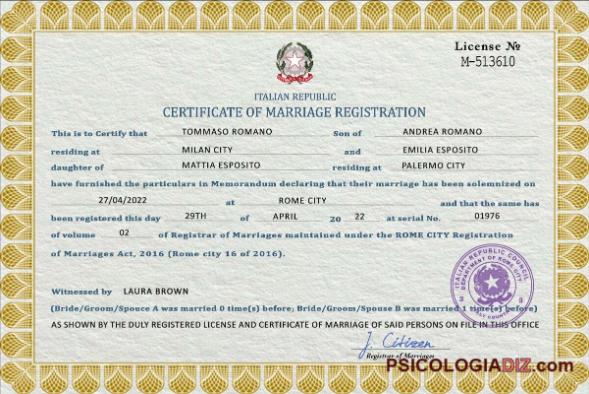 License №
M-513610
ITALIAN REPUBLIC
CERTIFICATE OF MARRIAGE REGISTRATION
This is to Certify that TOMMASO ROMANO Son of ANDREA ROMANO
residing at MILAN CITY and EMILIA ESPOSITO
daughter of MATTIA ESPOSITO residing at PALERMO CITY
have furnished the particulars in Memorandum declaring that their marriage has been solemnized on
27/04/2022 at ROME CITY and that the same has
been registered this day 29TH of APRIL 20 22 at serial No. 01976
of volume 02 of Registrar of Marriages maintained under the ROME CITY Registration
of Marriages Act, 2016 (Rome city 16 of 2016).
ITALIAN REPUBLIC COUNCIL
DEPARTMENT OF ROME CITY
Witnessed by LAURA BROWN
(Bride/Groom/Spouce A was married 0 time(s) before; Bride/Groom/Spouse B was married 1 time(s) before)
AS SHOWN BY THE DULY REGISTERED LICENSE AND CERTIFICATE OF MARRIAGE OF SAID PERSONS ON FILE IN THIS OFFICE
J. Citizen
Registrar of Marriages
PSICOLOGIADIZ.com